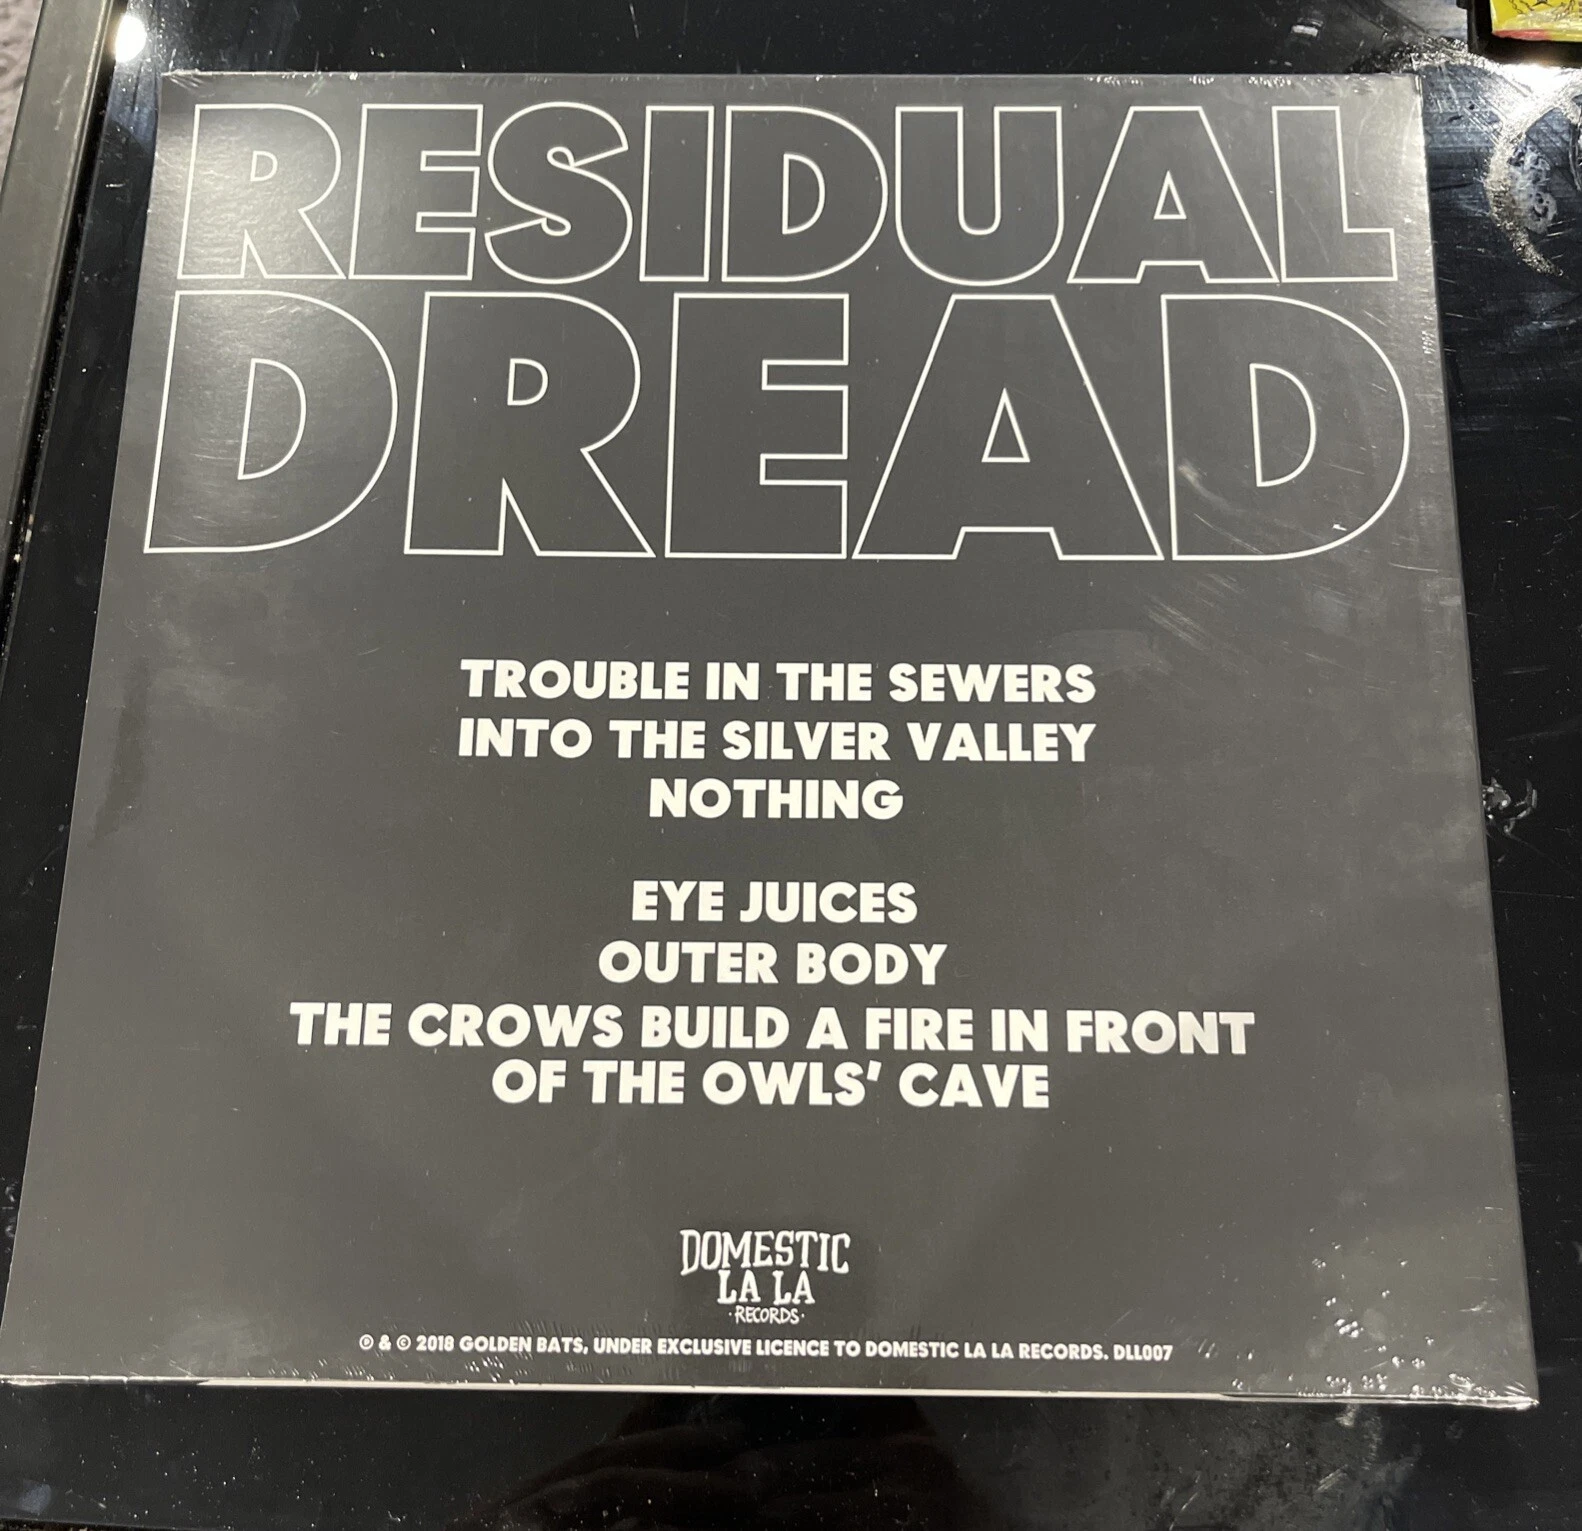 RESIDUAL
DREAD
TROUBLE IN THE SEWERS
INTO THE SILVER VALLEY
NOTHING
EYE JUICES
OUTER BODY
THE CROWS BUILD A FIRE IN FRONT
OF THE OWLS' CAVE
DOMESTIC
LA LA
·RECORDS·
℗ & © 2018 GOLDEN BATS, UNDER EXCLUSIVE LICENCE TO DOMESTIC LA LA RECORDS. DLL007